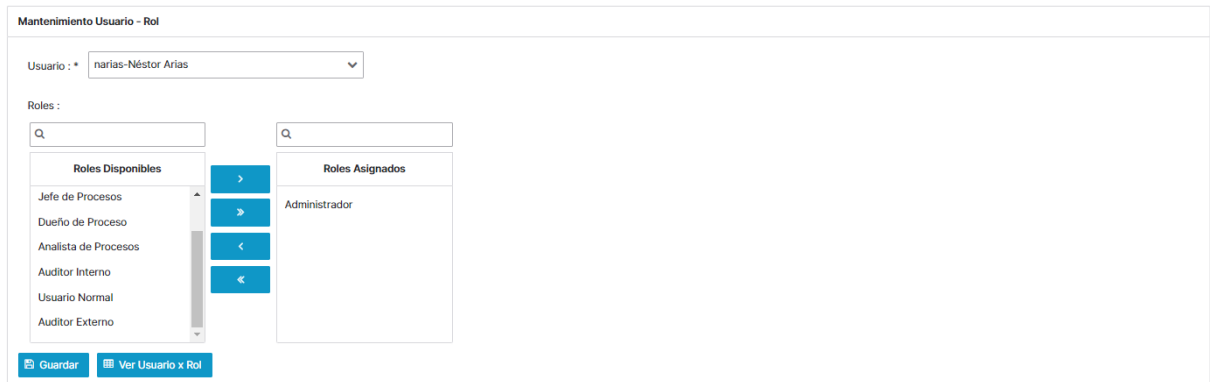 Mantenimiento Usuario - Rol
Usuario : * narias-Néstor Arias
Roles :
Roles Disponibles
Jefe de Procesos
Dueño de Proceso
Analista de Procesos
Auditor Interno
Usuario Normal
Auditor Externo
Roles Asignados
Administrador
Guardar
Ver Usuario x Rol